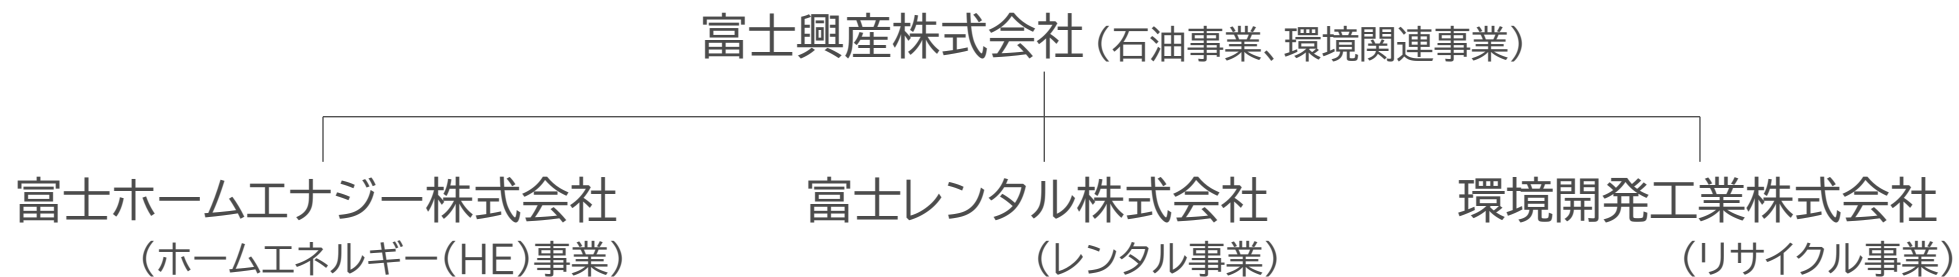 富士興産株式会社（石油事業、環境関連事業）
富士ホームエナジー株式会社
（ホームエネルギー（HE）事業）
富士レンタル株式会社
（レンタル事業）
環境開発工業株式会社
（リサイクル事業）